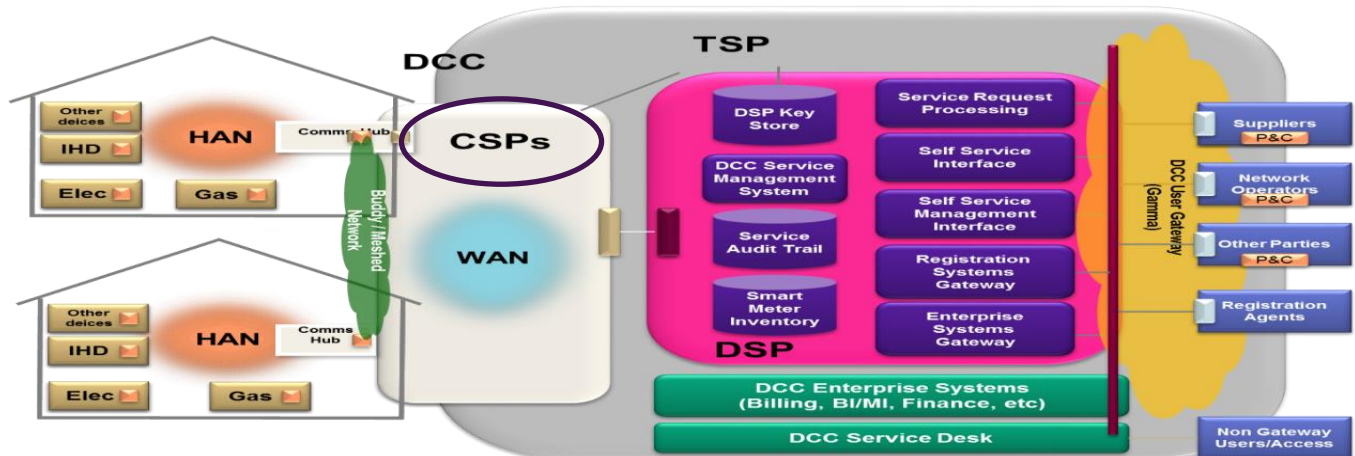 TSP
DCC
Other
deices
IHD
HAN
Comms Hub
Elec
Gas
Buddy / Meshed
Network
Other
deices
IHD
HAN
Comms
Hub
Elec
Gas
CSPs
WAN
DSP Key
Store
DCC Service
Management
System
Service
Audit Trail
Smart
Meter
Inventory
DSP
Service Request
Processing
Self Service
Interface
Self Service
Management
Interface
Registration
Systems
Gateway
Enterprise
Systems
Gateway
DCC Enterprise Systems
(Billing, BI/MI, Finance, etc)
DCC Service Desk
DCC User Gateway
(Gamma)
Suppliers
P&C
Network
Operators
P&C
Other Parties
P&C
Registration
Agents
Non Gateway
Users/Access